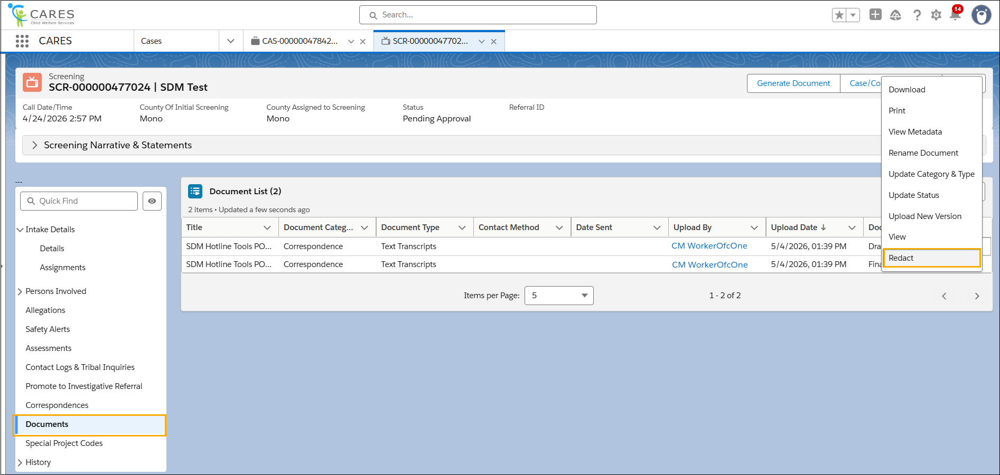 CARES
Child Welfare Services
Search...
14
CARES
Cases
CAS-00000047842...
SCR-00000047702...
Screening
SCR-000000477024 | SDM Test
Generate Document
Case/Co
Call Date/Time
County Of Initial Screening
County Assigned to Screening
Status
Referral ID
4/24/2026 2:57 PM
Mono
Mono
Pending Approval
Screening Narrative & Statements
Download
Print
View Metadata
Rename Document
Update Category & Type
Update Status
Upload New Version
View
Redact
---
Quick Find
Intake Details
Details
Assignments
Persons Involved
Allegations
Safety Alerts
Assessments
Contact Logs & Tribal Inquiries
Promote to Investigative Referral
Correspondences
Documents
Special Project Codes
History
Document List (2)
2 items • Updated a few seconds ago
Title
Document Categ...
Document Type
Contact Method
Date Sent
Upload By
Upload Date
Doc
SDM Hotline Tools PO...
Correspondence
Text Transcripts
CM WorkerOfcOne
5/4/2026, 01:39 PM
Dra
SDM Hotline Tools PO...
Correspondence
Text Transcripts
CM WorkerOfcOne
5/4/2026, 01:39 PM
Fina
Items per Page:
5
1 - 2 of 2